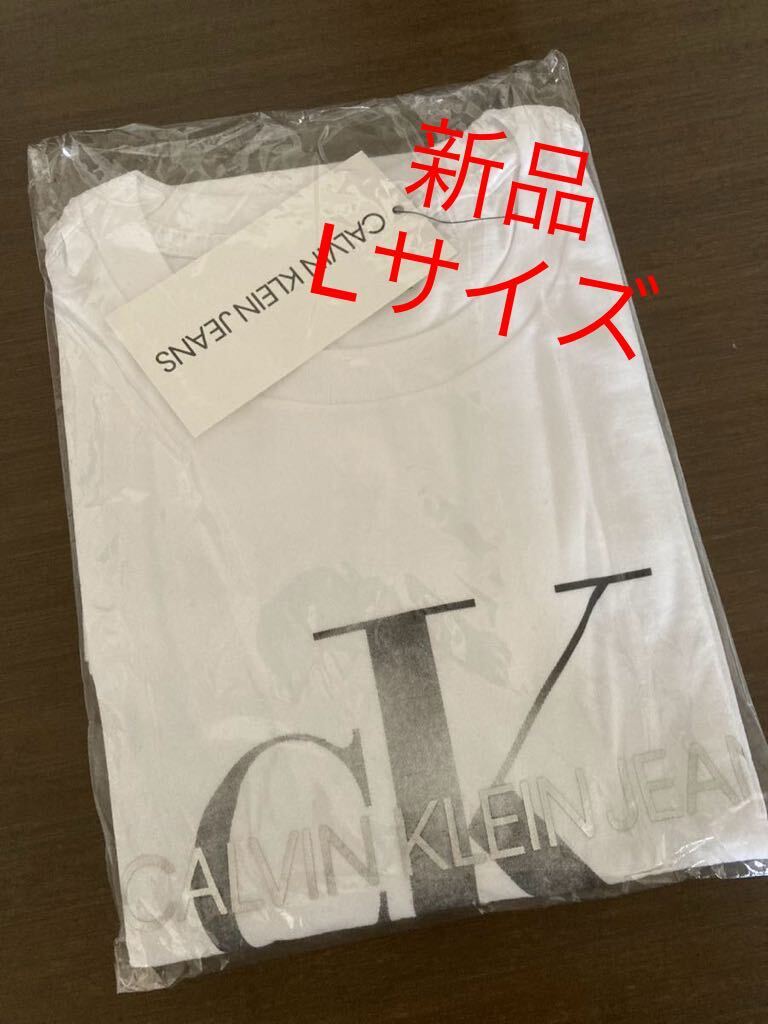 新品
Lサイズ
CALVIN KLEIN JEANS
CK
CALVIN KLEIN JEAN